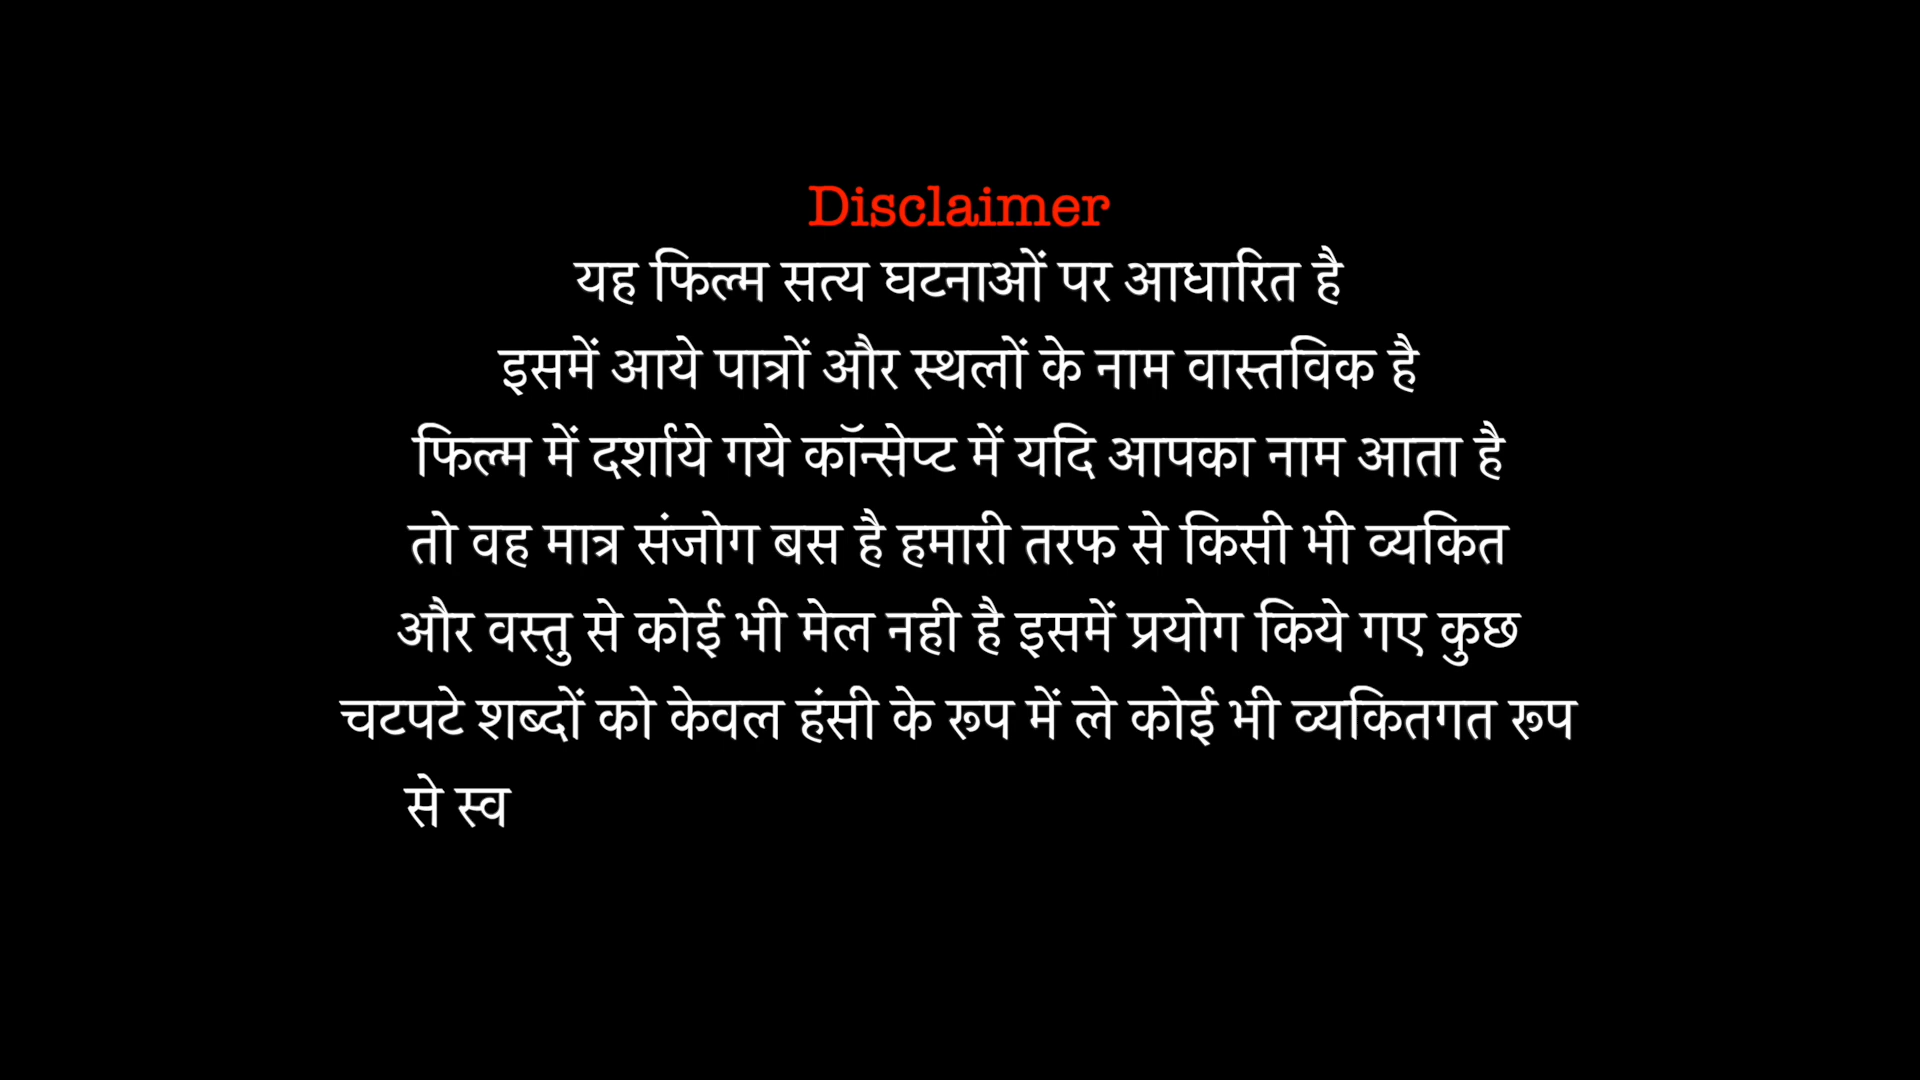 Disclaimer
यह फिल्म सत्य घटनाओं पर आधारित है
इसमें आये पात्रों और स्थलों के नाम वास्तविक है
फिल्म में दर्शाये गये कॉन्सेप्ट में यदि आपका नाम आता है
तो वह मात्र संजोग बस है हमारी तरफ से किसी भी व्यकित
और वस्तु से कोई भी मेल नही है इसमें प्रयोग किये गए कुछ
चटपटे शब्दों को केवल हंसी के रूप में ले कोई भी व्यकितगत रूप
से स्व